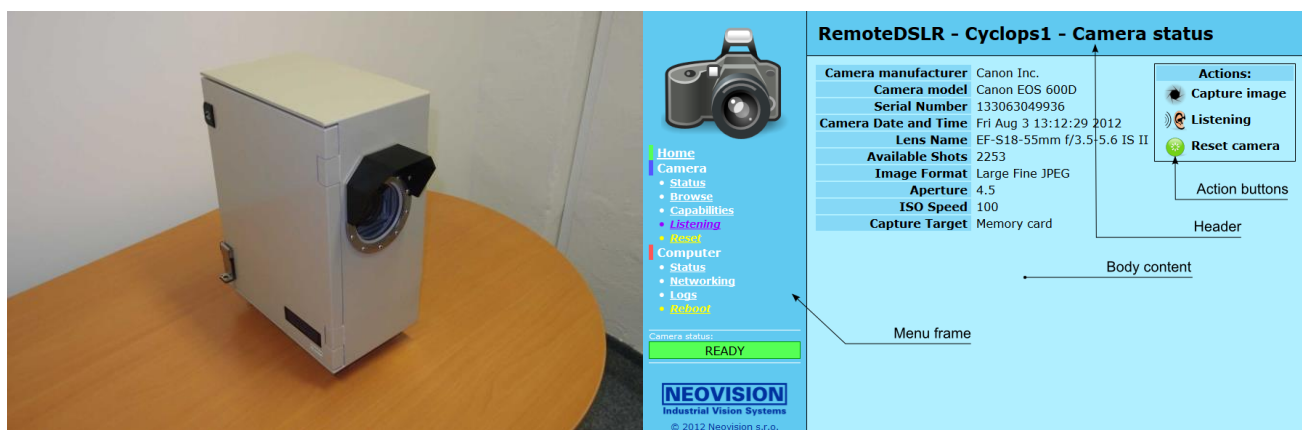 RemoteDSLR - Cyclops1 - Camera status
Camera manufacturer Canon Inc.
Camera model Canon EOS 600D
Serial Number 133063049936
Camera Date and Time Fri Aug 3 13:12:29 2012
Lens Name EF-S18-55mm f/3.5-5.6 IS II
Available Shots 2253
Image Format Large Fine JPEG
Aperture 4.5
ISO Speed 100
Capture Target Memory card
Actions:
Capture image
Listening
Reset camera
Action buttons
Header
Body content
Menu frame
Home
Camera
• Status
• Browse
• Capabilities
• Listening
• Reset
Computer
• Status
• Networking
• Logs
• Reboot
Camera status:
READY
NEOVISION
Industrial Vision Systems
© 2012 Neovision s.r.o.